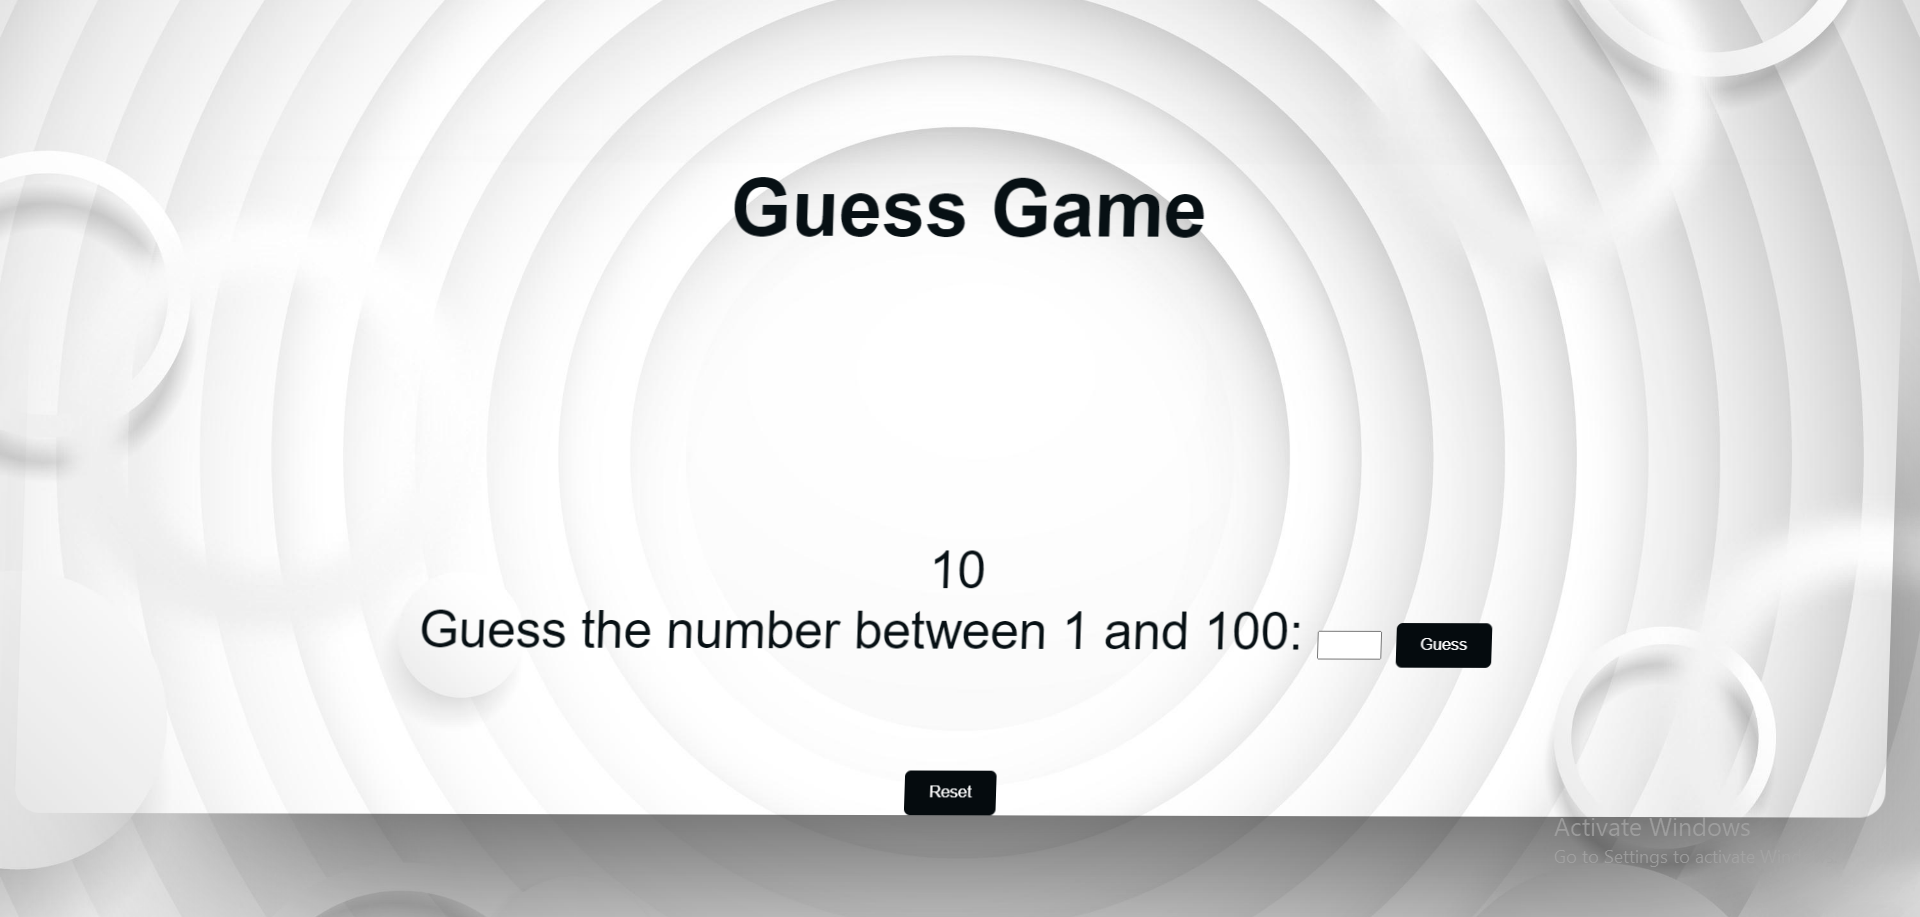 Guess Game
10
Guess the number between 1 and 100: Guess
Reset
Activate Windows
Go to Settings to activate